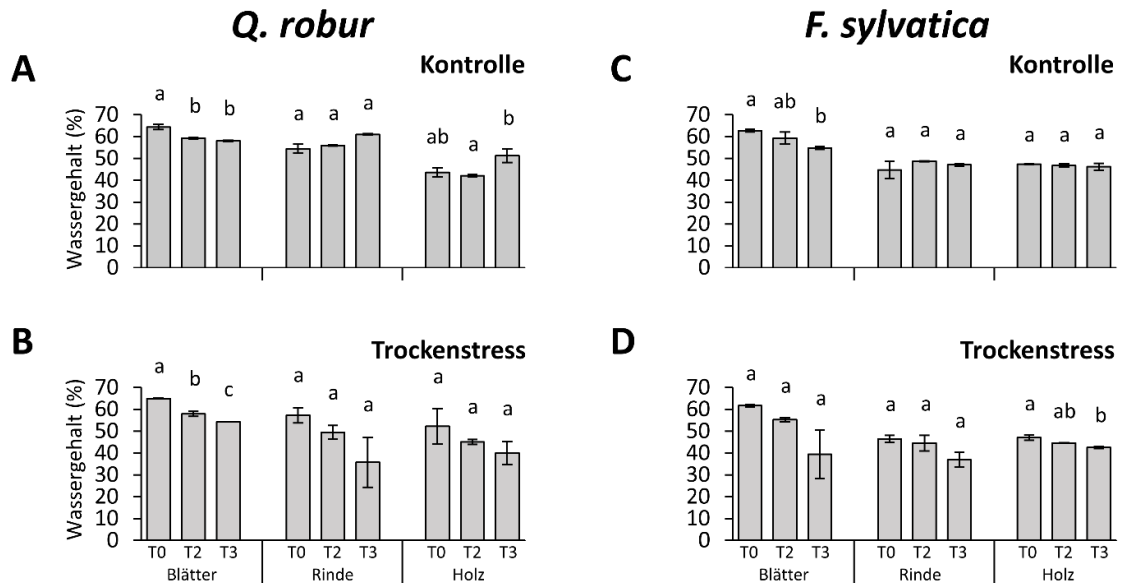 Q. robur
F. sylvatica
A
Kontrolle
Wassergehalt (%)
70
60
50
40
30
20
10
0
a b b
a a a
ab a b
C
Kontrolle
70
60
50
40
30
20
10
0
a ab b
a a a
a a a
B
Trockenstress
Wassergehalt (%)
70
60
50
40
30
20
10
0
a b c
a a a
a a a
T0 T2 T3 T0 T2 T3 T0 T2 T3
Blätter Rinde Holz
D
Trockenstress
70
60
50
40
30
20
10
0
a a a
a a a
a ab b
T0 T2 T3 T0 T2 T3 T0 T2 T3
Blätter Rinde Holz